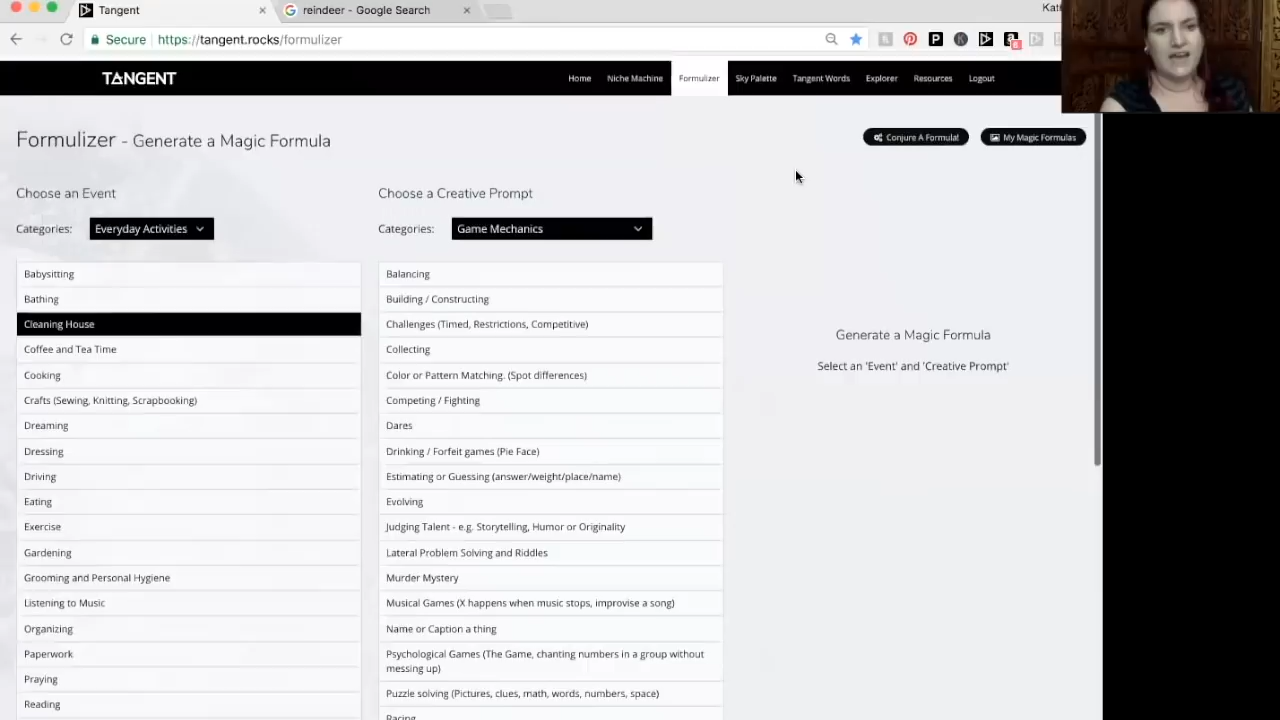 Tangent
reindeer - Google Search
Secure
https://tangent.rocks/formulizer
TANGENT
Home
Niche Machine
Formulizer
Sky Palette
Tangent Words
Explorer
Resources
Logout
Formulizer - Generate a Magic Formula
Conjure A Formula!
My Magic Formulas
Choose an Event
Categories:
Everyday Activities
Babysitting
Bathing
Cleaning House
Coffee and Tea Time
Cooking
Crafts (Sewing, Knitting, Scrapbooking)
Dreaming
Dressing
Driving
Eating
Exercise
Gardening
Grooming and Personal Hygiene
Listening to Music
Organizing
Paperwork
Praying
Reading
Choose a Creative Prompt
Categories:
Game Mechanics
Balancing
Building / Constructing
Challenges (Timed, Restrictions, Competitive)
Collecting
Color or Pattern Matching. (Spot differences)
Competing / Fighting
Dares
Drinking / Forfeit games (Pie Face)
Estimating or Guessing (answer/weight/place/name)
Evolving
Judging Talent - e.g. Storytelling, Humor or Originality
Lateral Problem Solving and Riddles
Murder Mystery
Musical Games (X happens when music stops, improvise a song)
Name or Caption a thing
Psychological Games (The Game, chanting numbers in a group without
messing up)
Puzzle solving (Pictures, clues, math, words, numbers, space)
Racing
Generate a Magic Formula
Select an 'Event' and 'Creative Prompt'